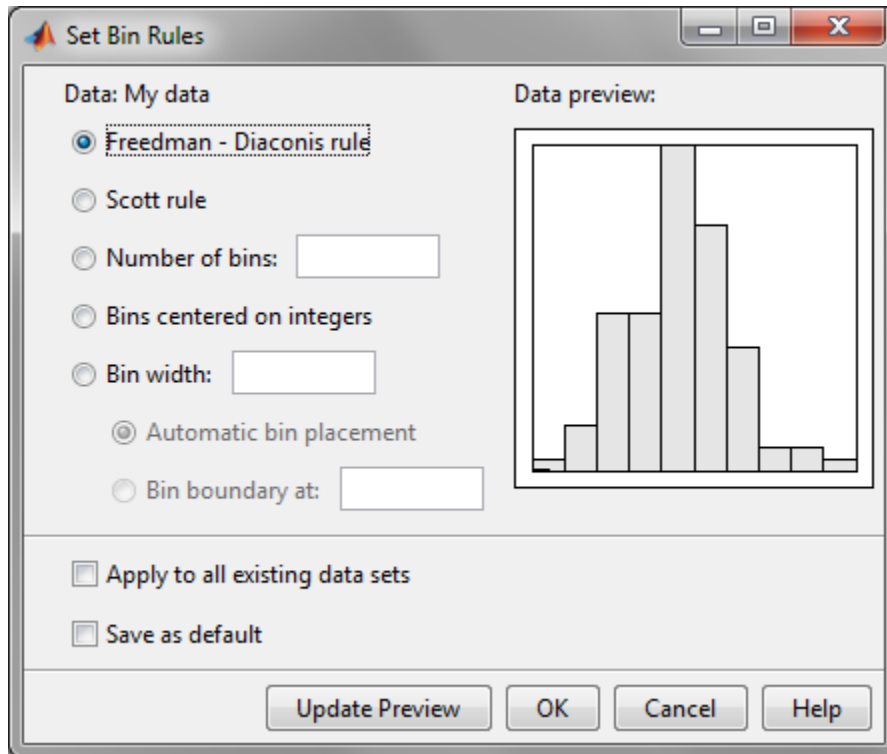 Set Bin Rules
Data: My data
Freedman - Diaconis rule
Scott rule
Number of bins:
Bins centered on integers
Bin width:
Automatic bin placement
Bin boundary at:
Data preview:
Apply to all existing data sets
Save as default
Update Preview
OK
Cancel
Help